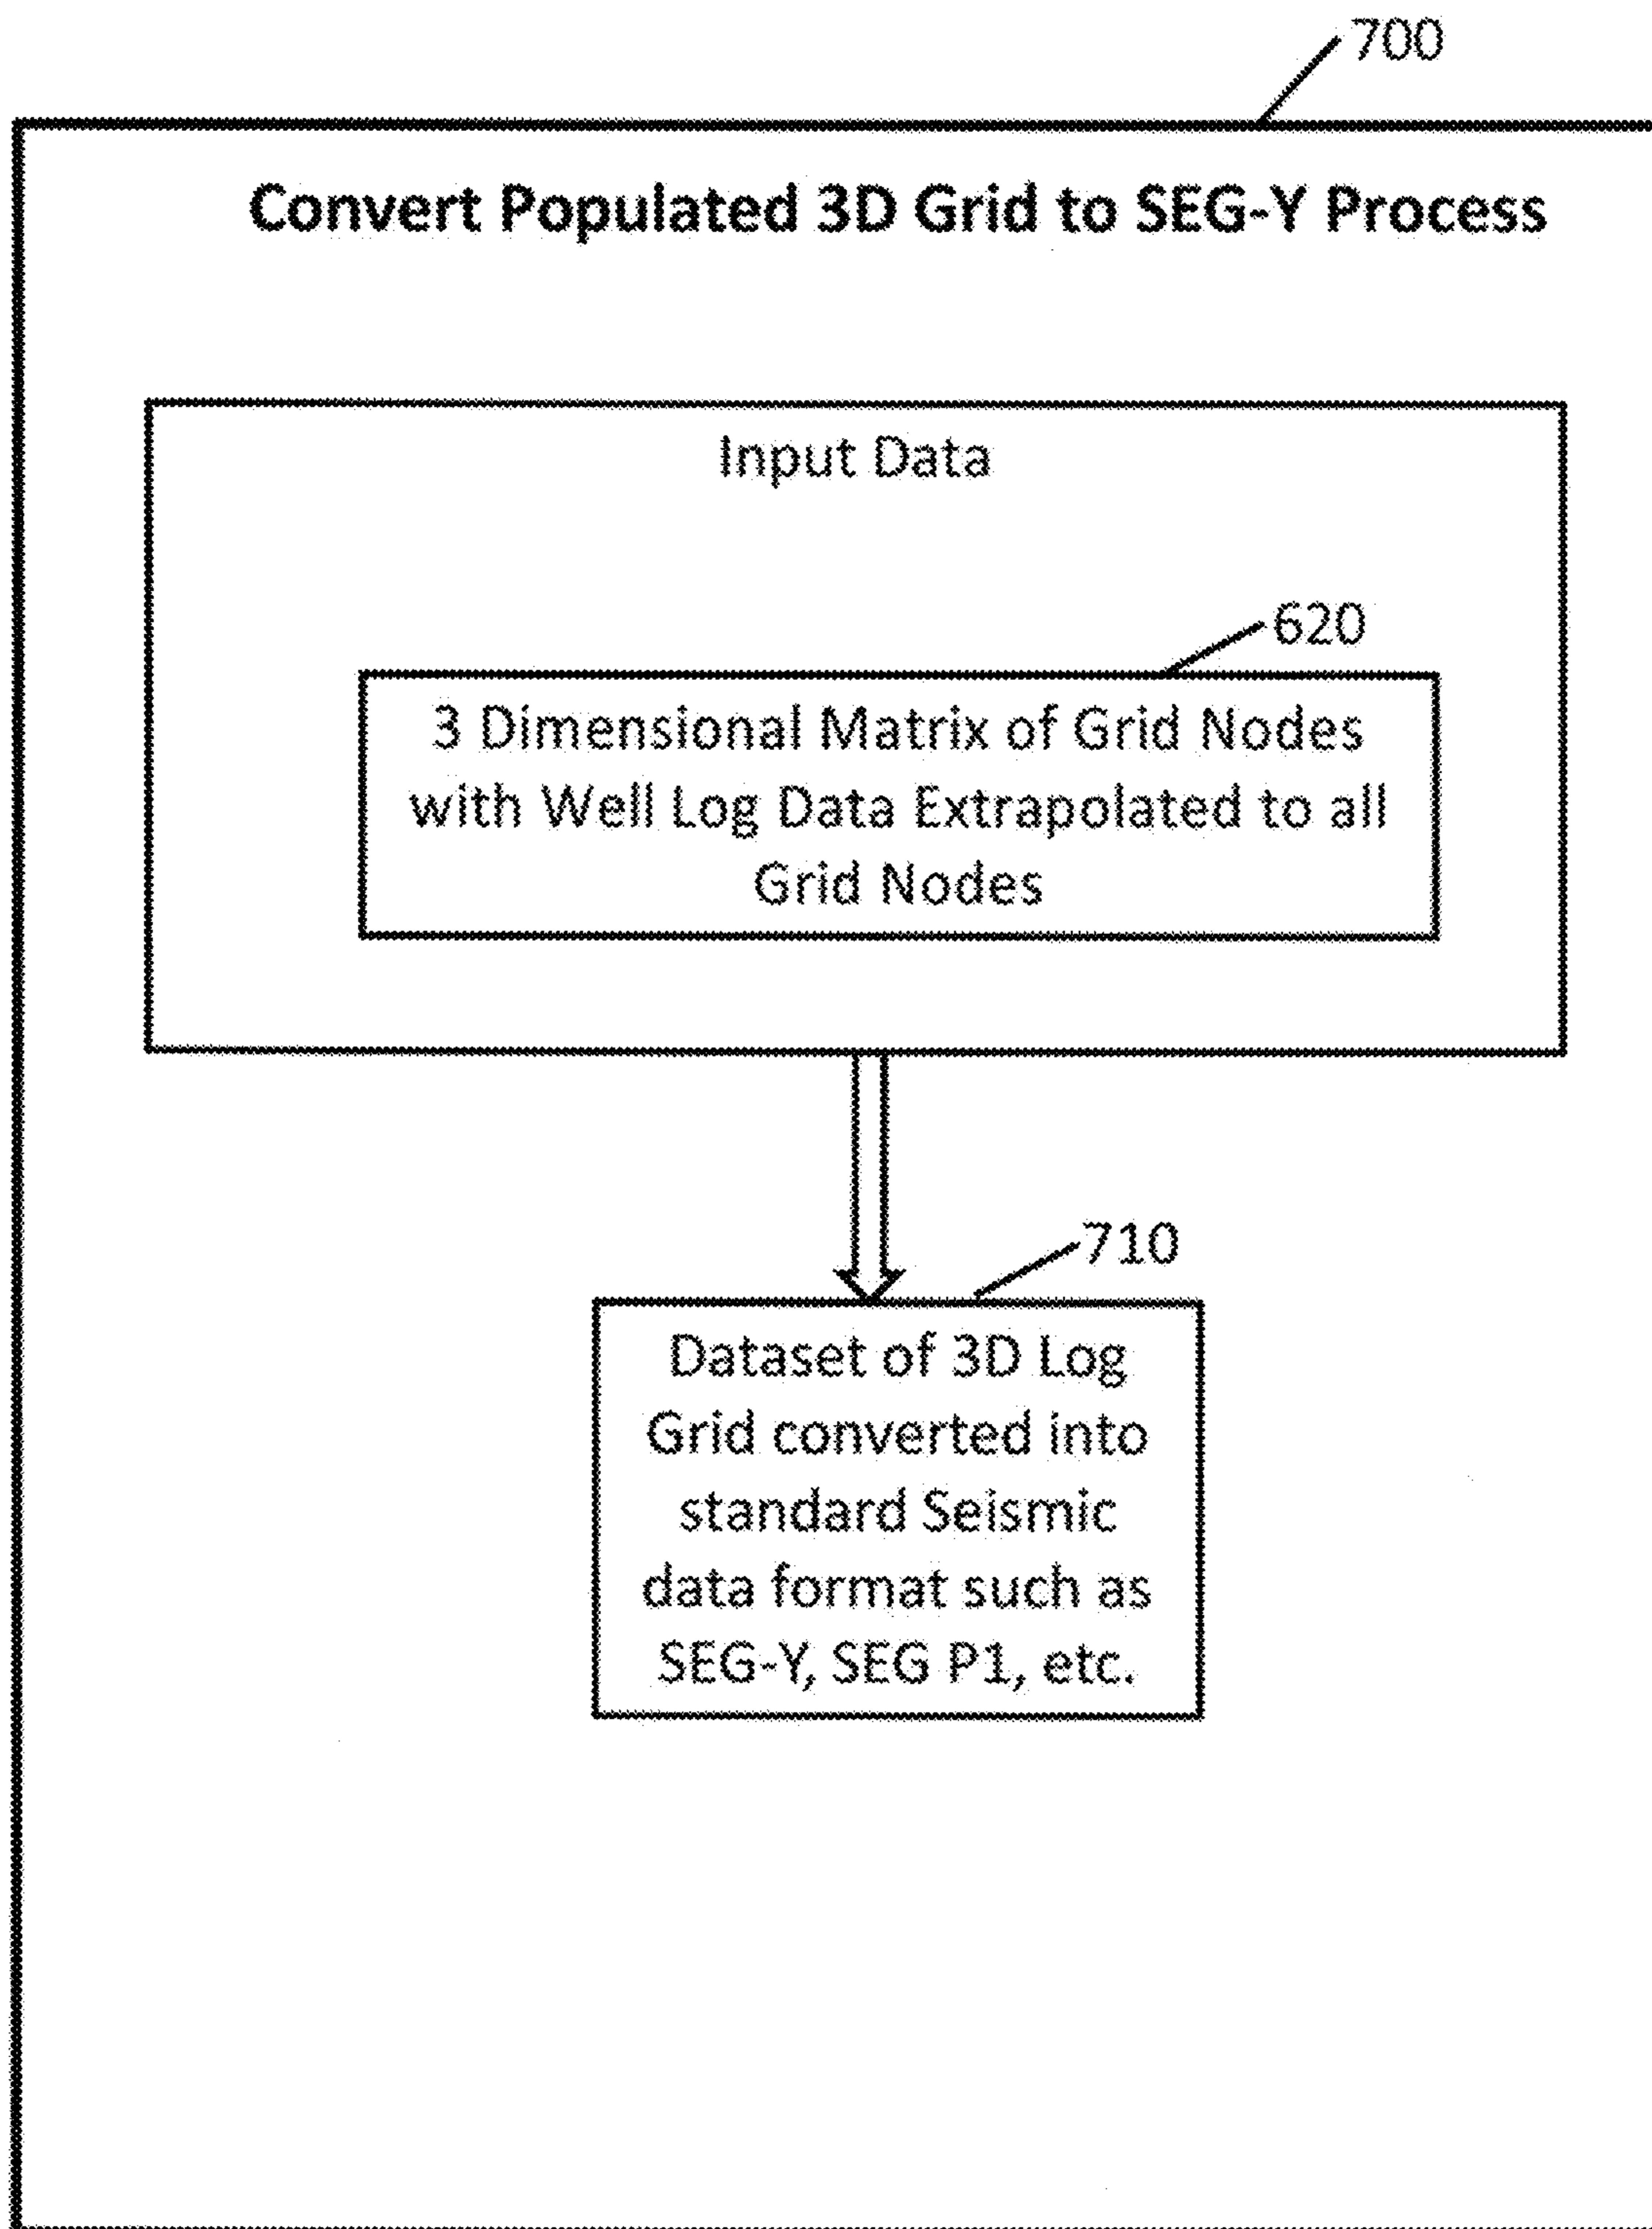 700
Convert Populated 3D Grid to SEG-Y Process
Input Data
620
3 Dimensional Matrix of Grid Nodes
with Well Log Data Extrapolated to all
Grid Nodes
710
Dataset of 3D Log
Grid converted into
standard Seismic
data format such as
SEG-Y, SEG P1, etc.